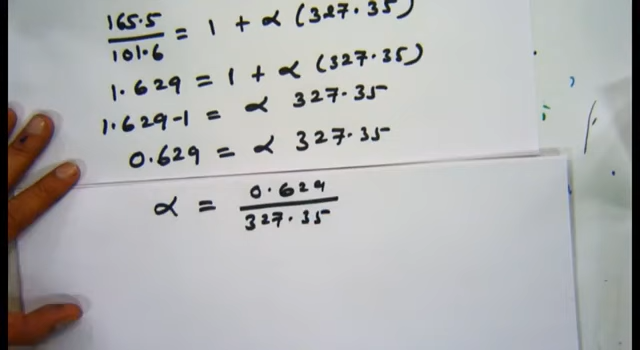 165.5/101.6 = 1 + α (327.35)
1.629 = 1 + α (327.35)
1.629-1 = α 327.35
0.629 = α 327.35
α = 0.629/327.35